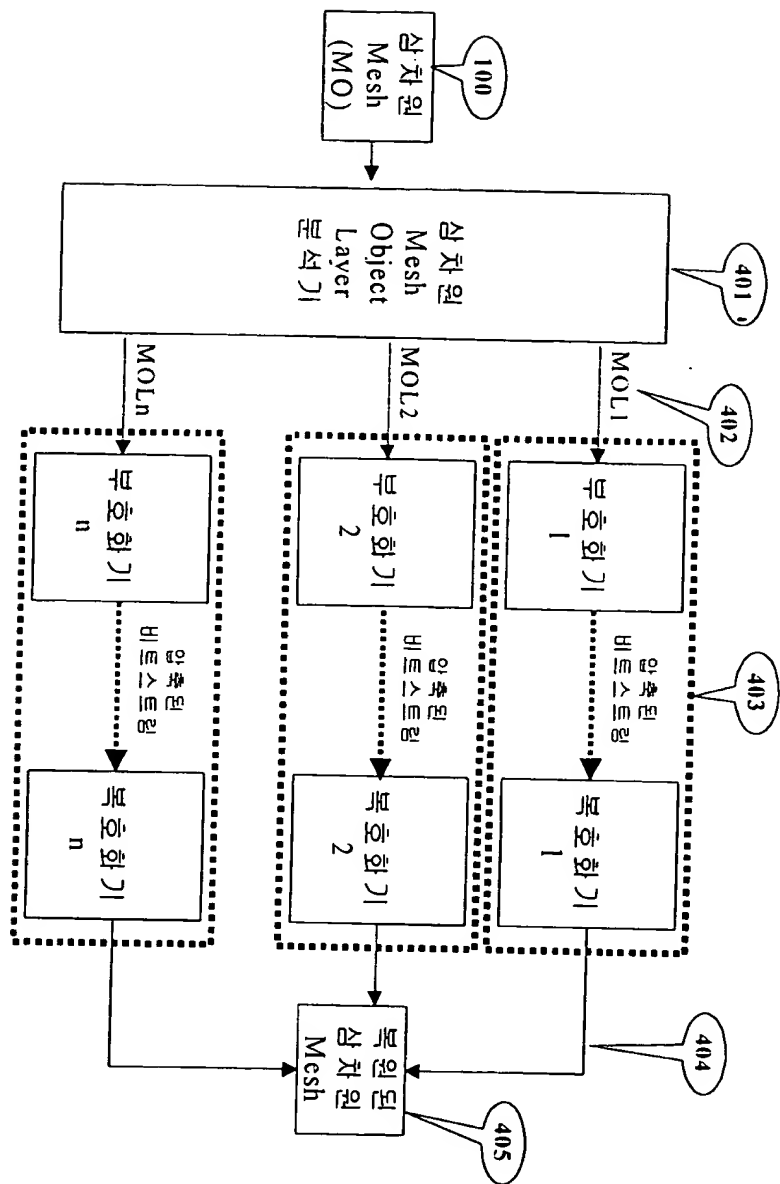 100
삼차원
Mesh
(MO)
401
삼차원
Mesh
Object
Layer
분석기
402
MOL1
MOL2
MOLn
403
부호화기
1
압축된
비트스트림
복호화기
1
부호화기
2
압축된
비트스트림
복호화기
2
부호화기
n
압축된
비트스트림
복호화기
n
404
복원된
삼차원
Mesh
405